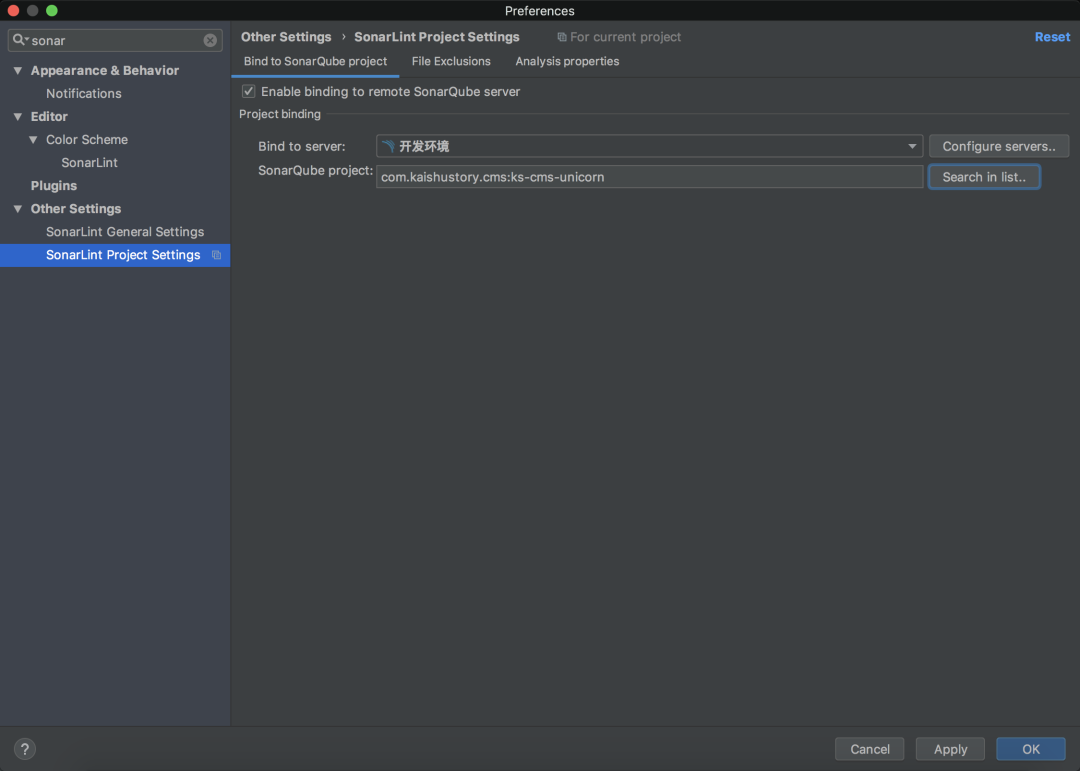 Preferences
sonar
Appearance & Behavior
Notifications
Editor
Color Scheme
SonarLint
Plugins
Other Settings
SonarLint General Settings
SonarLint Project Settings
Other Settings › SonarLint Project Settings For current project Reset
Bind to SonarQube project File Exclusions Analysis properties
Enable binding to remote SonarQube server
Project binding
Bind to server: 开发环境 Configure servers..
SonarQube project: com.kaishustory.cms:ks-cms-unicorn Search in list..
? Cancel Apply OK